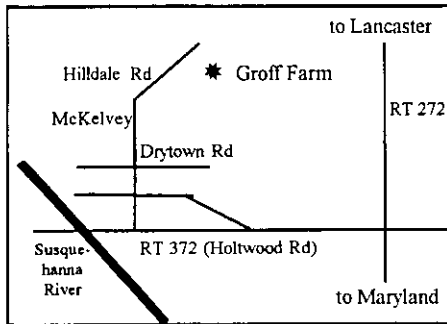 to Lancaster
Hilldale Rd
Groff Farm
McKelvey
RT 272
Drytown Rd
RT 372 (Holtwood Rd)
Susque-
hanna
River
to Maryland